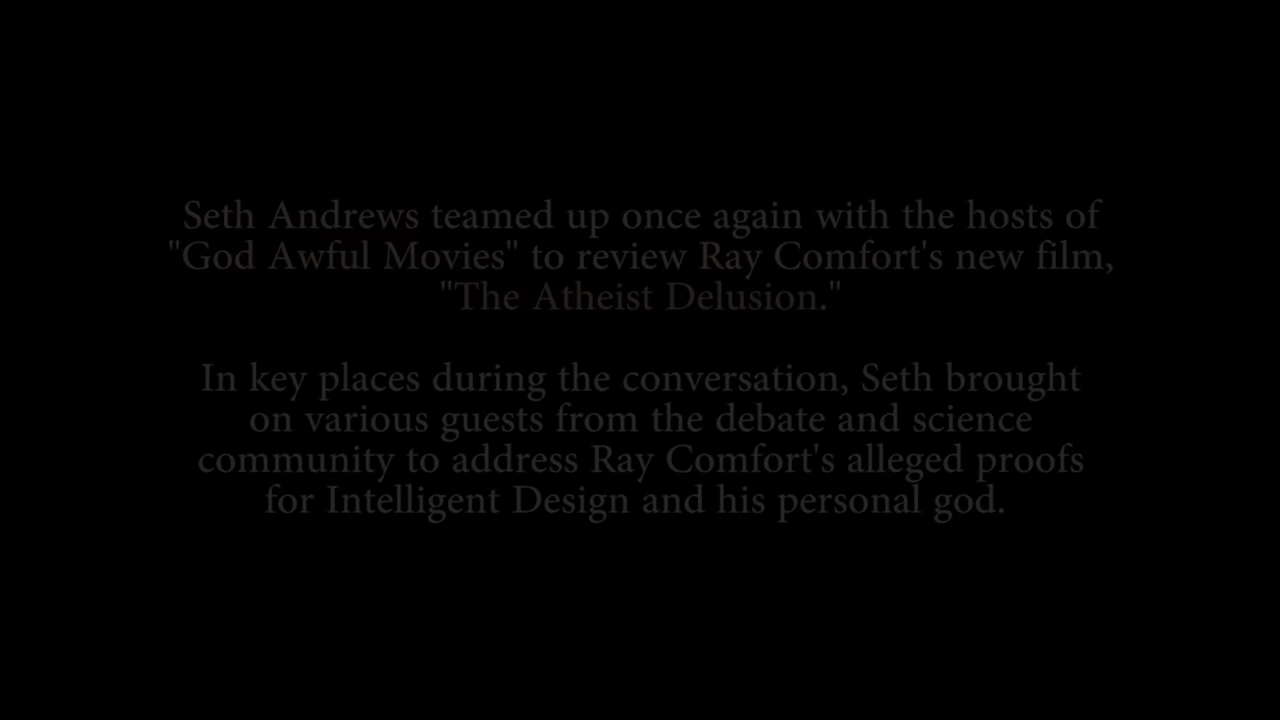 Seth Andrews teamed up once again with the hosts of
"God Awful Movies" to review Ray Comfort's new film,
"The Atheist Delusion."
In key places during the conversation, Seth brought
on various guests from the debate and science
community to address Ray Comfort's alleged proofs
for Intelligent Design and his personal god.